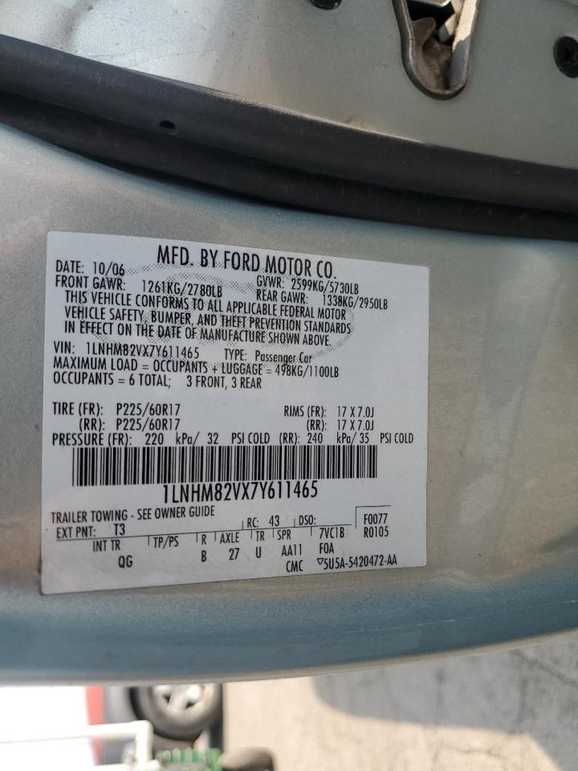 MFD. BY FORD MOTOR CO.
DATE: 10/06 GVWR: 2599KG/5730LB
FRONT GAWR: 1261KG/2780LB REAR GAWR: 1338KG/2950LB
THIS VEHICLE CONFORMS TO ALL APPLICABLE FEDERAL MOTOR
VEHICLE SAFETY, BUMPER, AND THEFT PREVENTION STANDARDS
IN EFFECT ON THE DATE OF MANUFACTURE SHOWN ABOVE.
VIN: 1LNHM82VX7Y611465 TYPE: Passenger Car
MAXIMUM LOAD = OCCUPANTS + LUGGAGE = 498KG/1100LB
OCCUPANTS = 6 TOTAL; 3 FRONT, 3 REAR
TIRE (FR): P225/60R17 RIMS (FR): 17 X 7.0J
(RR): P225/60R17 (RR): 17 X 7.0J
PRESSURE (FR): 220 kPa/ 32 PSI COLD (RR): 240 kPa/ 35 PSI COLD
1LNHM82VX7Y611465
TRAILER TOWING - SEE OWNER GUIDE
EXT PNT: T3 RC: 43 DSO: F0077
INT TR TP/PS R AXLE TR SPR 7VC1B R0105
QG B 27 U AA11 FOA
CMC ▽5U5A-5420472-AA